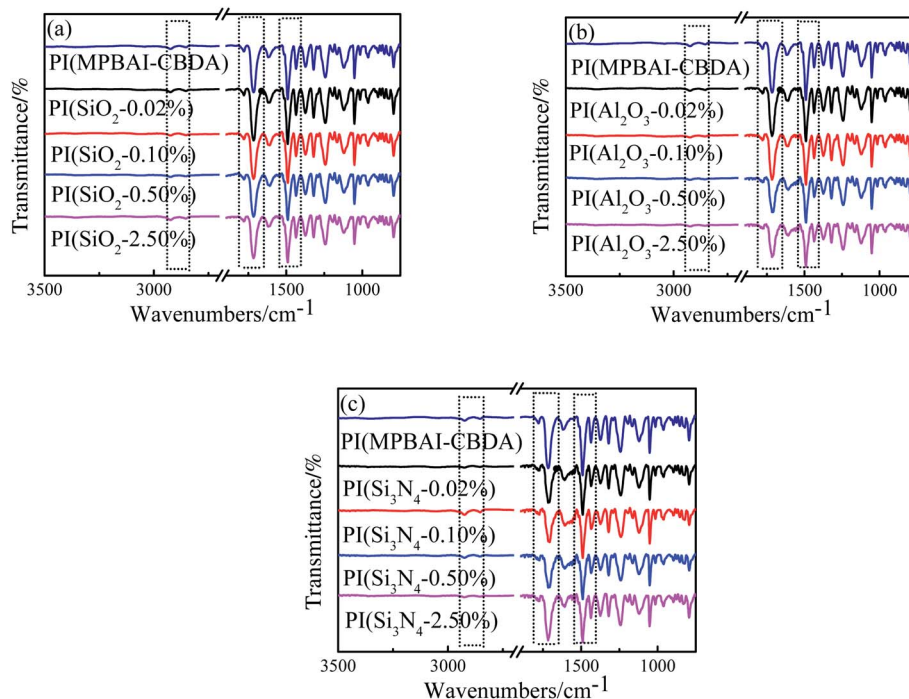 (a)
PI(MPBAI-CBDA)
PI(SiO₂-0.02%)
PI(SiO₂-0.10%)
PI(SiO₂-0.50%)
PI(SiO₂-2.50%)
Transmittance/%
3500 3000 1500 1000
Wavenumbers/cm⁻¹
(b)
PI(MPBAI-CBDA)
PI(Al₂O₃-0.02%)
PI(Al₂O₃-0.10%)
PI(Al₂O₃-0.50%)
PI(Al₂O₃-2.50%)
Transmittance/%
3500 3000 1500 1000
Wavenumbers/cm⁻¹
(c)
PI(MPBAI-CBDA)
PI(Si₃N₄-0.02%)
PI(Si₃N₄-0.10%)
PI(Si₃N₄-0.50%)
PI(Si₃N₄-2.50%)
Transmittance/%
3500 3000 1500 1000
Wavenumbers/cm⁻¹